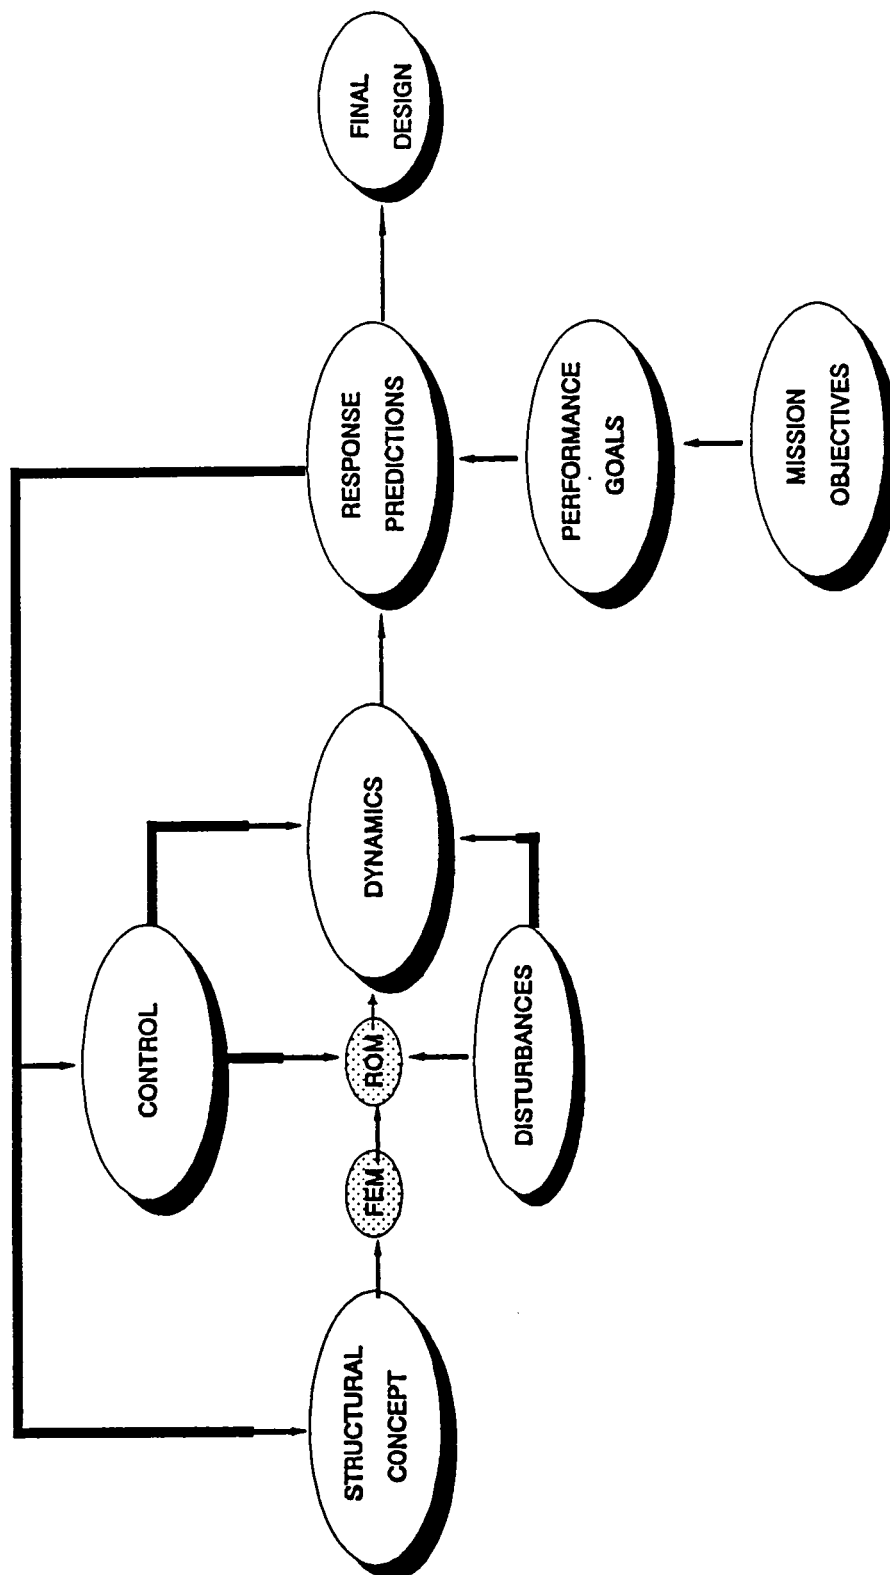 CONTROL
STRUCTURAL
CONCEPT
FEM
ROM
DYNAMICS
RESPONSE
PREDICTIONS
FINAL
DESIGN
DISTURBANCES
PERFORMANCE
GOALS
MISSION
OBJECTIVES